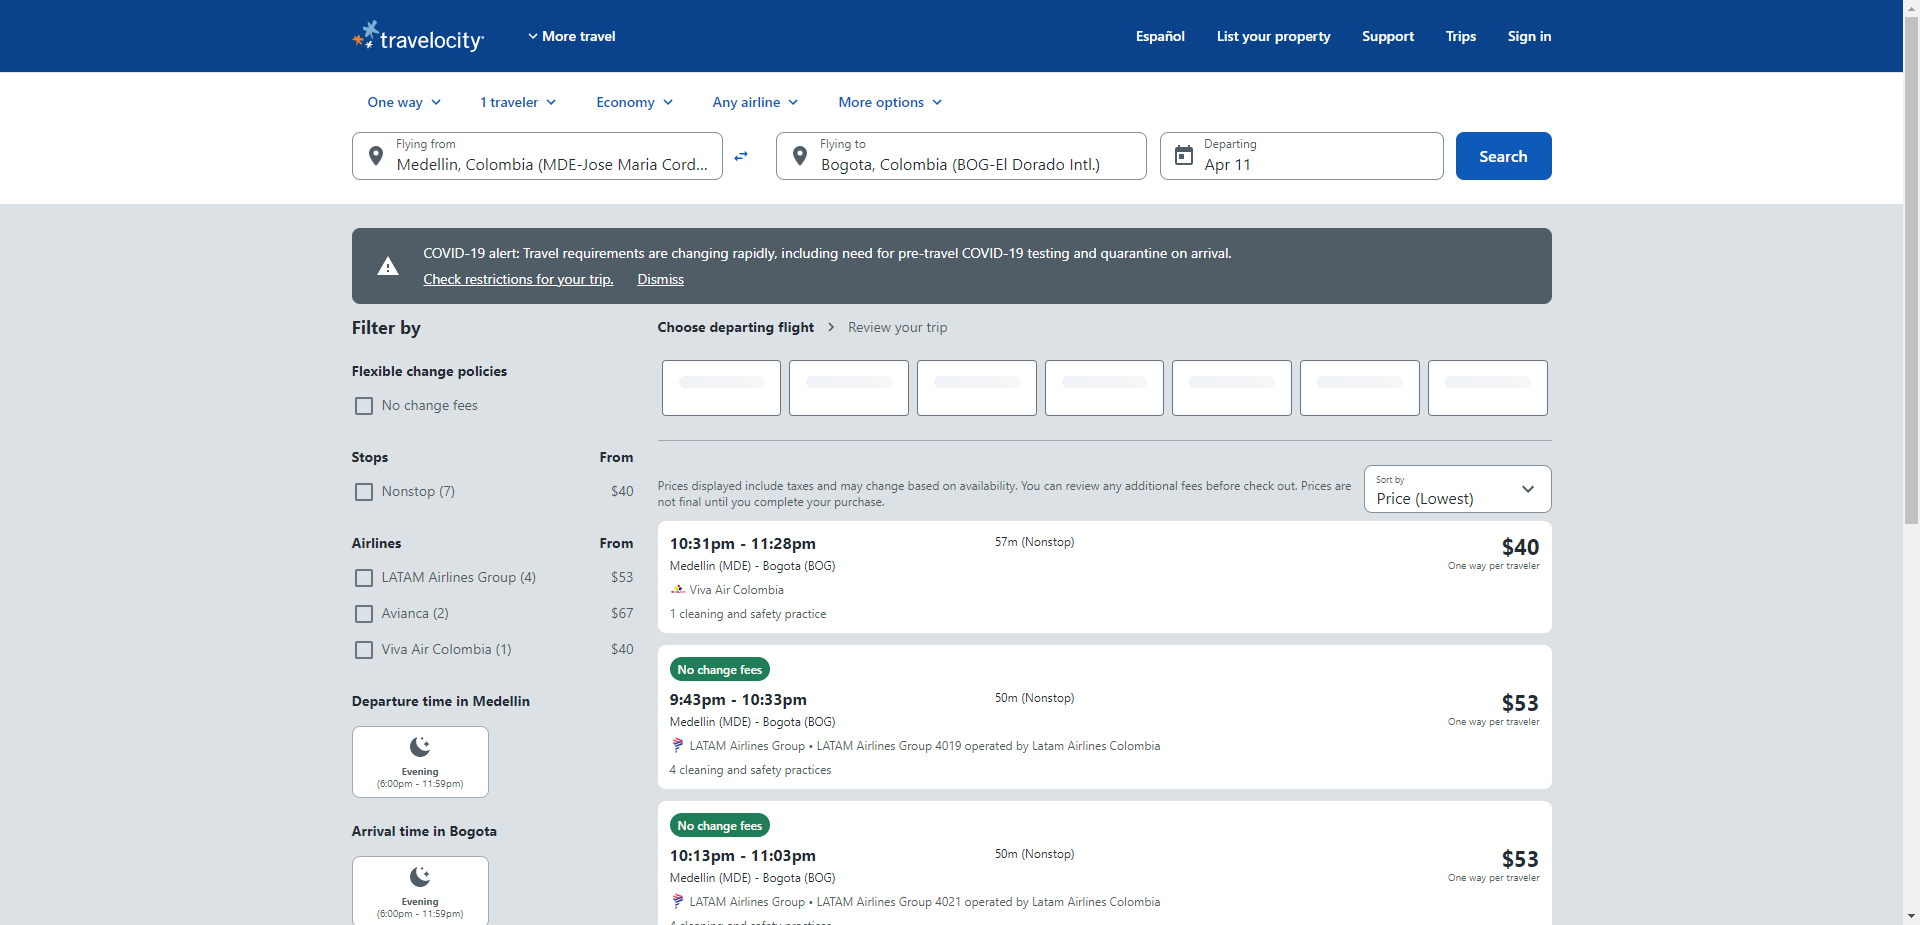 travelocity
More travel
Español
List your property
Support
Trips
Sign in
One way
1 traveler
Economy
Any airline
More options
Flying from
Medellin, Colombia (MDE-Jose Maria Cord...
Flying to
Bogota, Colombia (BOG-El Dorado Intl.)
Departing
Apr 11
Search
COVID-19 alert: Travel requirements are changing rapidly, including need for pre-travel COVID-19 testing and quarantine on arrival.
Check restrictions for your trip.
Dismiss
Filter by
Flexible change policies
No change fees
Stops From
Nonstop (7) $40
Airlines From
LATAM Airlines Group (4) $53
Avianca (2) $67
Viva Air Colombia (1) $40
Departure time in Medellin
Evening
(6:00pm - 11:59pm)
Arrival time in Bogota
Evening
(6:00pm - 11:59pm)
Choose departing flight
Review your trip
Prices displayed include taxes and may change based on availability. You can review any additional fees before check out. Prices are
not final until you complete your purchase.
Sort by
Price (Lowest)
10:31pm - 11:28pm
57m (Nonstop)
$40
Medellin (MDE) - Bogota (BOG)
One way per traveler
Viva Air Colombia
1 cleaning and safety practice
No change fees
9:43pm - 10:33pm
50m (Nonstop)
$53
Medellin (MDE) - Bogota (BOG)
One way per traveler
LATAM Airlines Group • LATAM Airlines Group 4019 operated by Latam Airlines Colombia
4 cleaning and safety practices
No change fees
10:13pm - 11:03pm
50m (Nonstop)
$53
Medellin (MDE) - Bogota (BOG)
One way per traveler
LATAM Airlines Group • LATAM Airlines Group 4021 operated by Latam Airlines Colombia